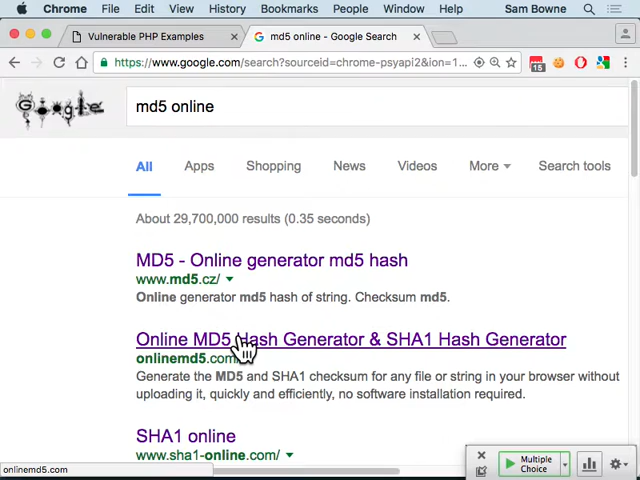 Chrome File Edit View History Bookmarks People Window Help Sam Bowne
Vulnerable PHP Examples × md5 online - Google Search ×
https://www.google.com/search?sourceid=chrome-psyapi2&ion=1... 15
Google md5 online
All Apps Shopping News Videos More Search tools
About 29,700,000 results (0.35 seconds)
MD5 - Online generator md5 hash
www.md5.cz/
Online generator md5 hash of string. Checksum md5.
Online MD5 Hash Generator & SHA1 Hash Generator
onlinemd5.com/
Generate the MD5 and SHA1 checksum for any file or string in your browser without
uploading it, quickly and efficiently, no software installation required.
SHA1 online
www.sha1-online.com/
onlinemd5.com
Multiple
Choice